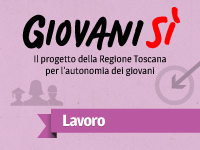 GIOVANI SÌ
Il progetto della Regione Toscana
per l'autonomia dei giovani
Lavoro